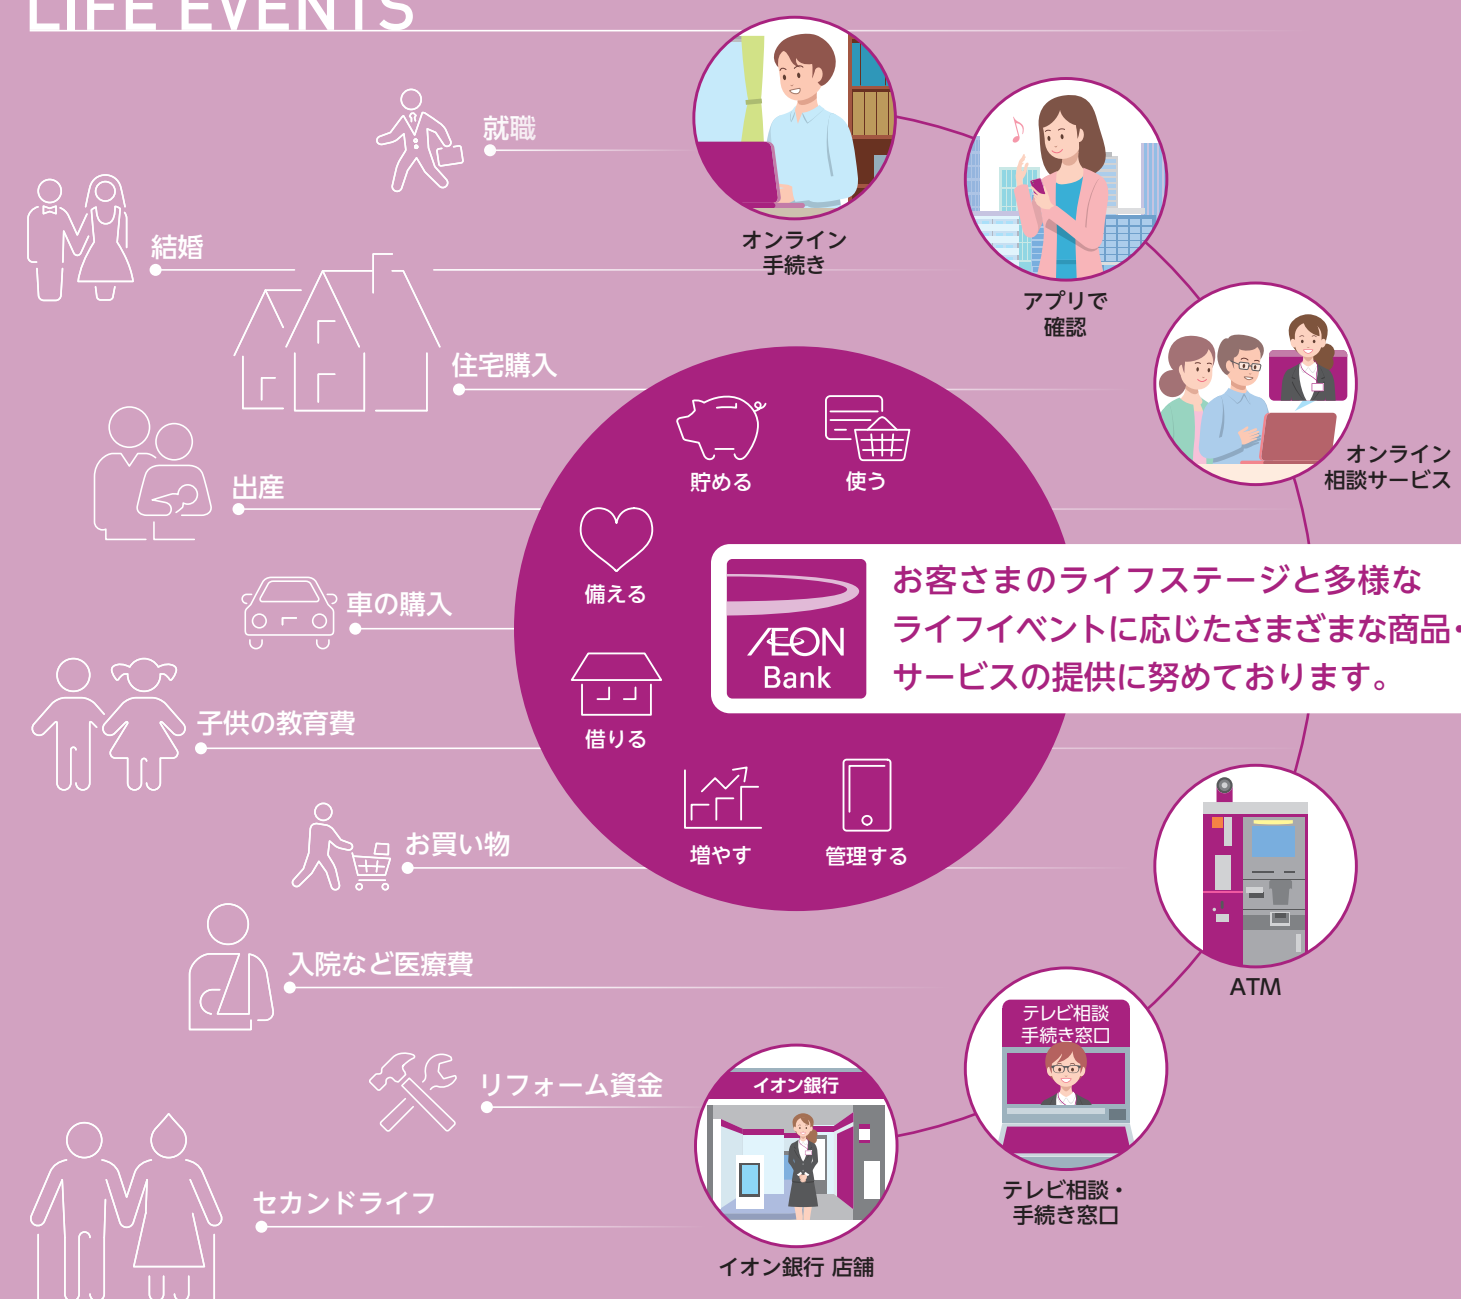 LIFE EVENTS
就職
結婚
住宅購入
出産
車の購入
子供の教育費
お買い物
入院など医療費
リフォーム資金
セカンドライフ
貯める
使う
備える
借りる
増やす
管理する
AEON
Bank
お客さまのライフステージと多様な
ライフイベントに応じたさまざまな商品・
サービスの提供に努めております。
オンライン
手続き
アプリで
確認
オンライン
相談サービス
ATM
テレビ相談
手続き窓口
テレビ相談・
手続き窓口
イオン銀行
イオン銀行 店舗